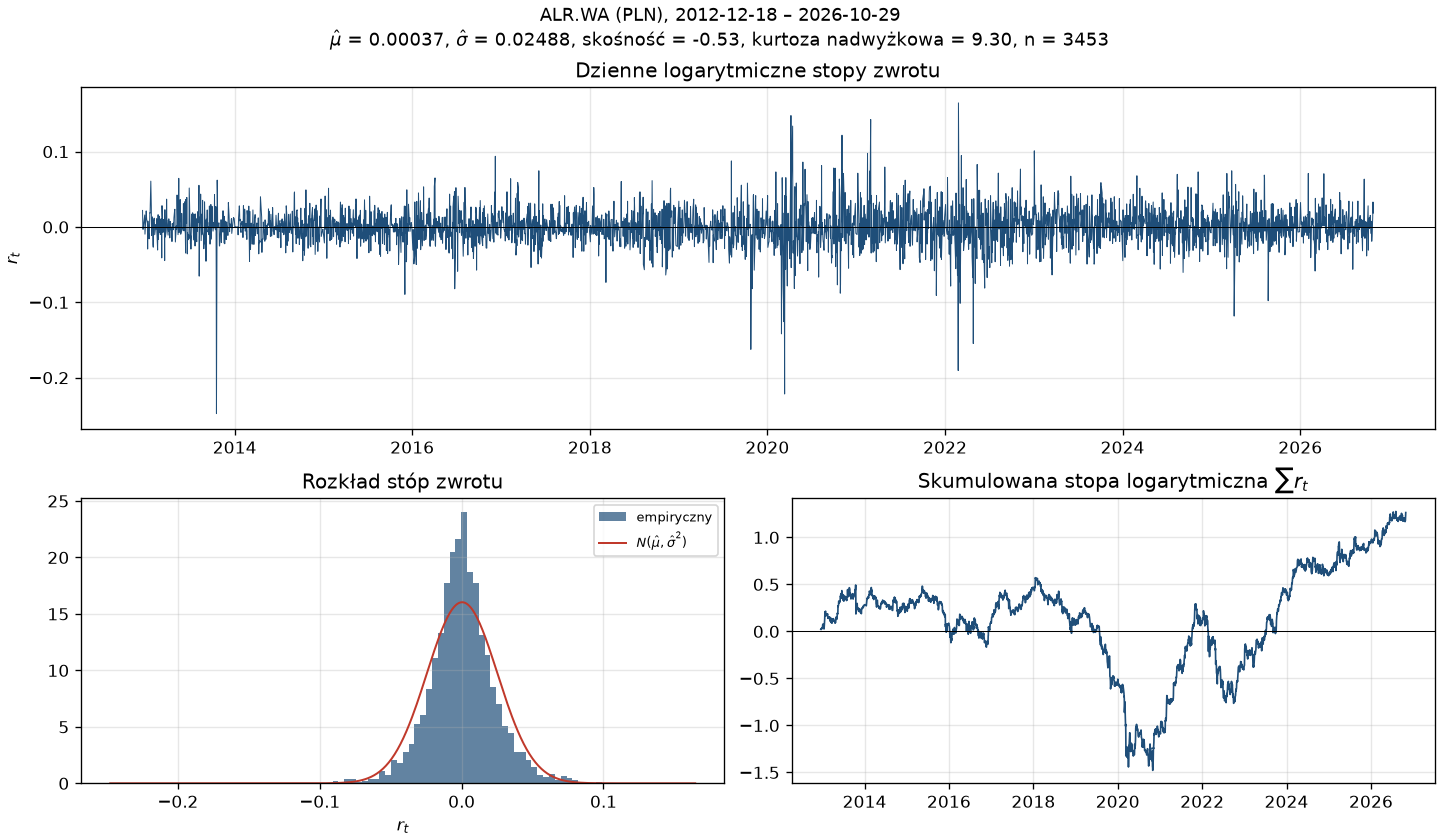 ALR.WA (PLN), 2012-12-18 – 2026-10-29
μ̂ = 0.00037, σ̂ = 0.02488, skośność = -0.53, kurtoza nadwyżkowa = 9.30, n = 3453
Dzienne logarytmiczne stopy zwrotu
0.1
0.0
−0.1
−0.2
r_t
2014 2016 2018 2020 2022 2024 2026
Rozkład stóp zwrotu
25
20
15
10
5
0
empiryczny
N(μ̂, σ̂²)
−0.2 −0.1 0.0 0.1
r_t
Skumulowana stopa logarytmiczna ∑r_t
1.0
0.5
0.0
−0.5
−1.0
−1.5
2014 2016 2018 2020 2022 2024 2026